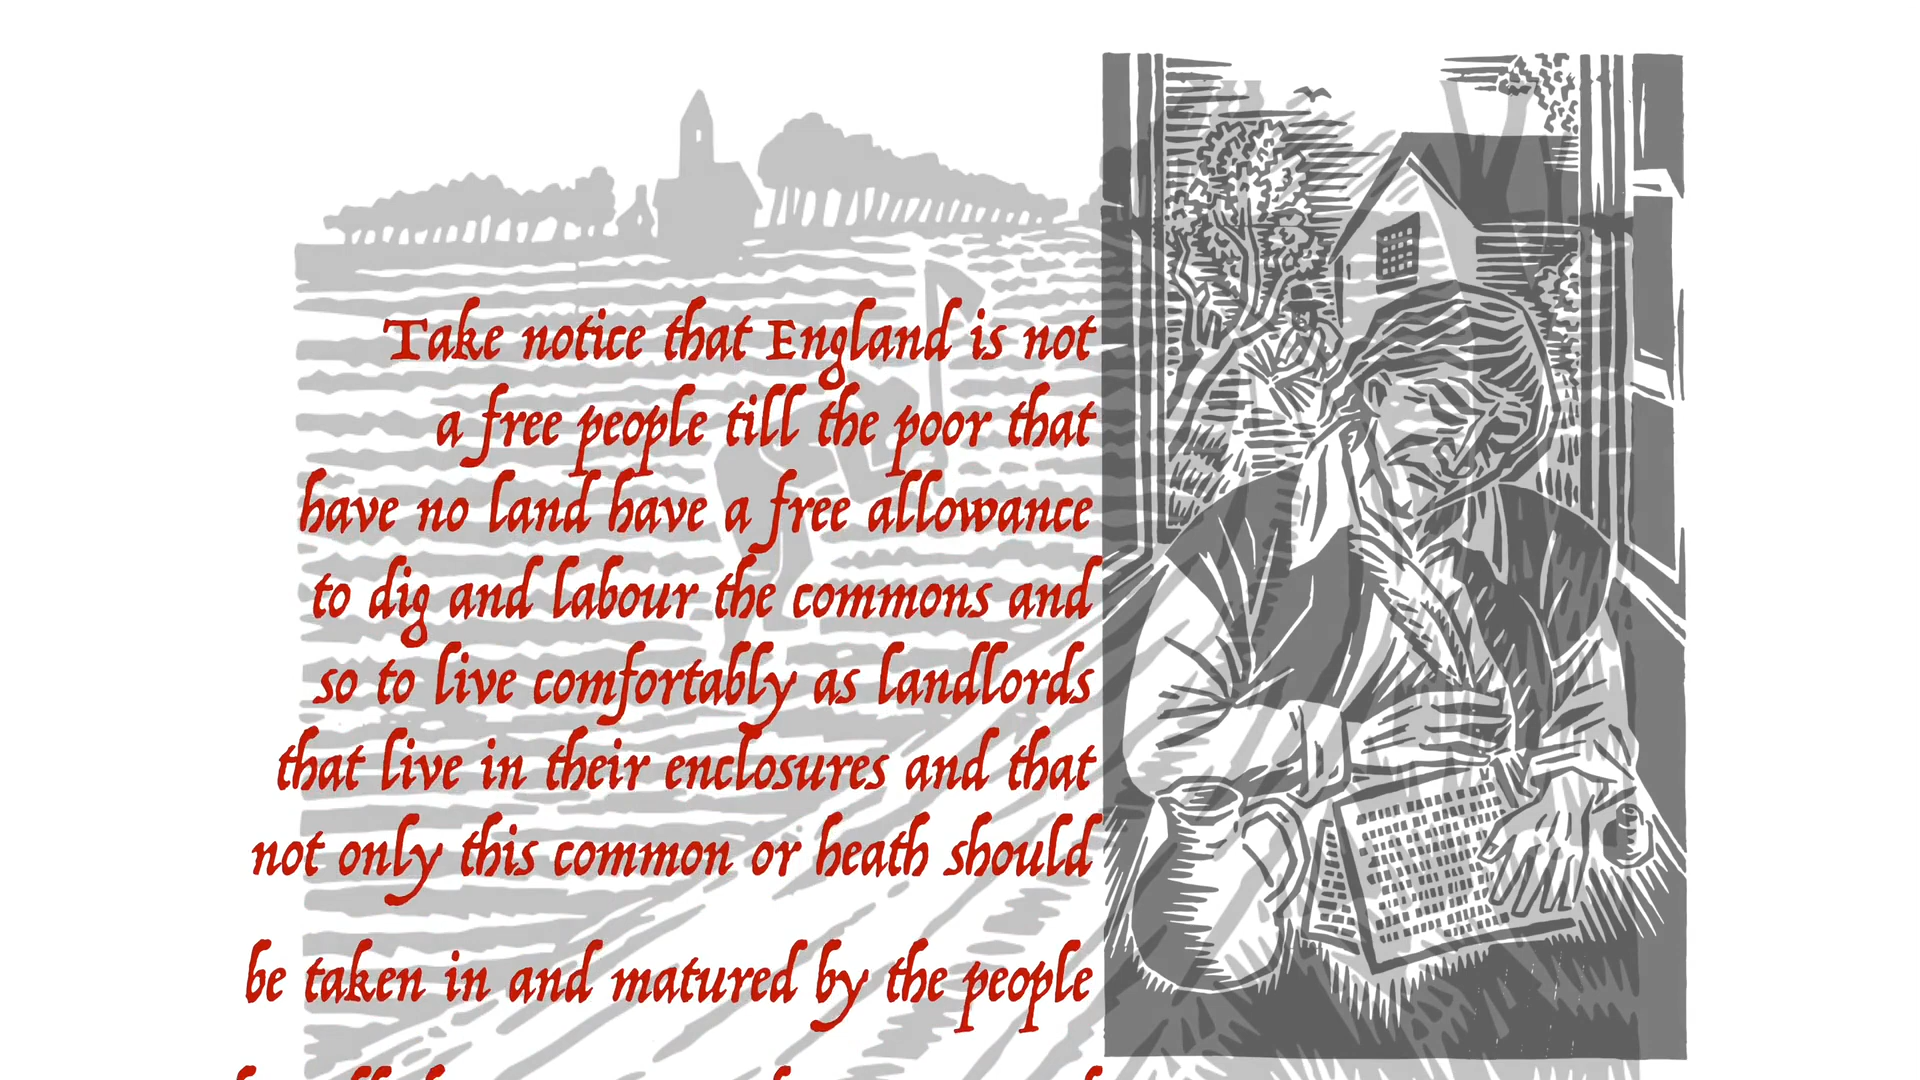 Take notice that England is not
a free people till the poor that
have no land have a free allowance
to dig and labour the commons and
so to live comfortably as landlords
that live in their enclosures and that
not only this common or heath should
be taken in and matured by the people